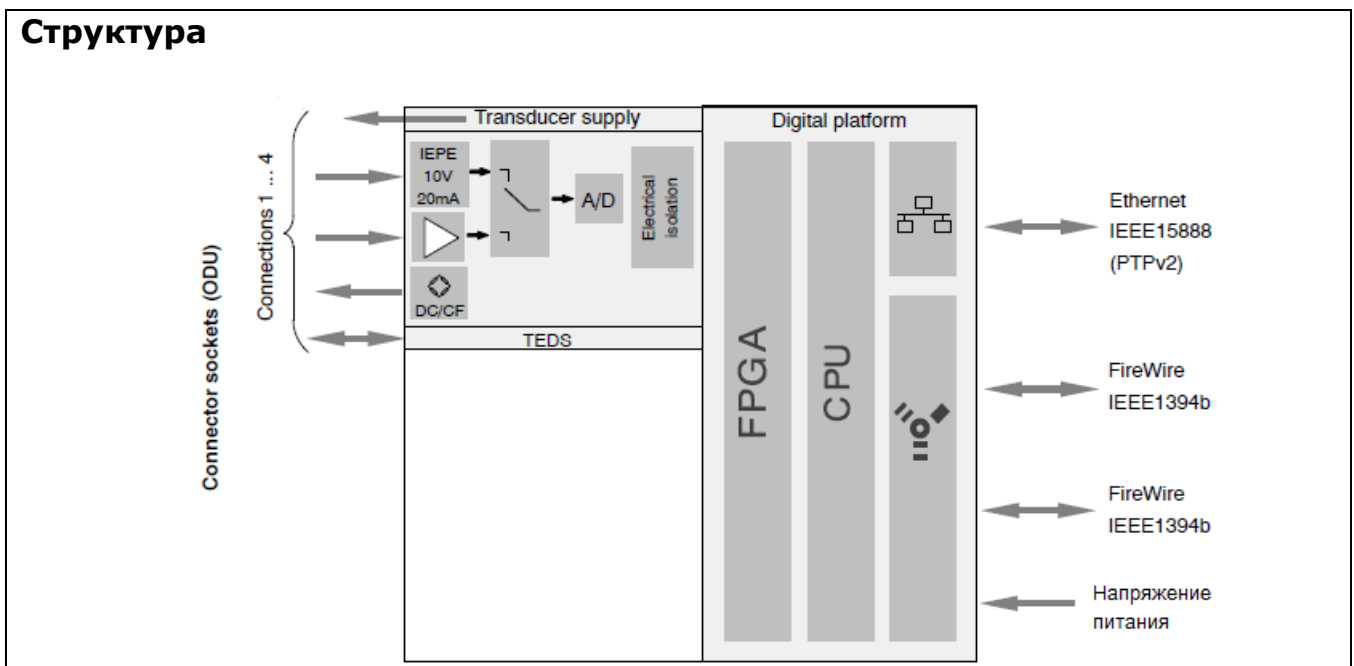 Структура
Transducer supply
Digital platform
IEPE
10V
20mA
A/D
Electrical
isolation
DC/CF
TEDS
Connector sockets (ODU)
Connections 1 ... 4
FPGA
CPU
Ethernet
IEEE15888
(PTPv2)
FireWire
IEEE1394b
FireWire
IEEE1394b
Напряжение
питания